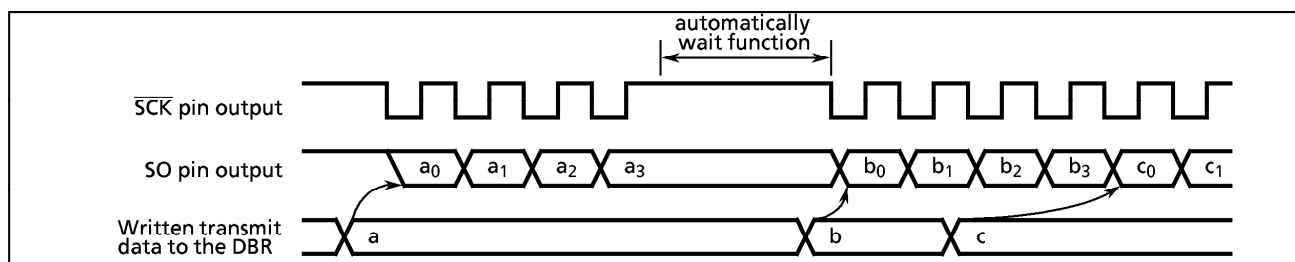 automatically
wait function
S̅C̅K̅ pin output
SO pin output
a₀ a₁ a₂ a₃ b₀ b₁ b₂ b₃ c₀ c₁
Written transmit
data to the DBR
a b c